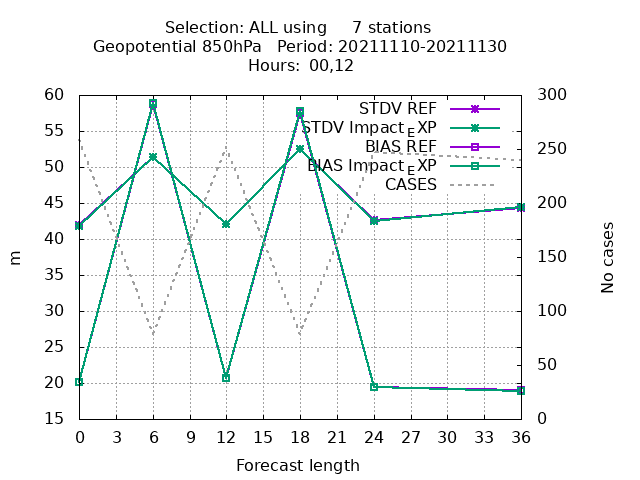 Selection: ALL using     7 stations
Geopotential 850hPa   Period: 20211110-20211130
Hours: 00,12
STDV REF
STDV Impact_EXP
BIAS REF
BIAS Impact_EXP
CASES
60
55
50
45
40
35
30
25
20
15
m
300
250
200
150
100
50
0
No cases
0 3 6 9 12 15 18 21 24 27 30 33 36
Forecast length